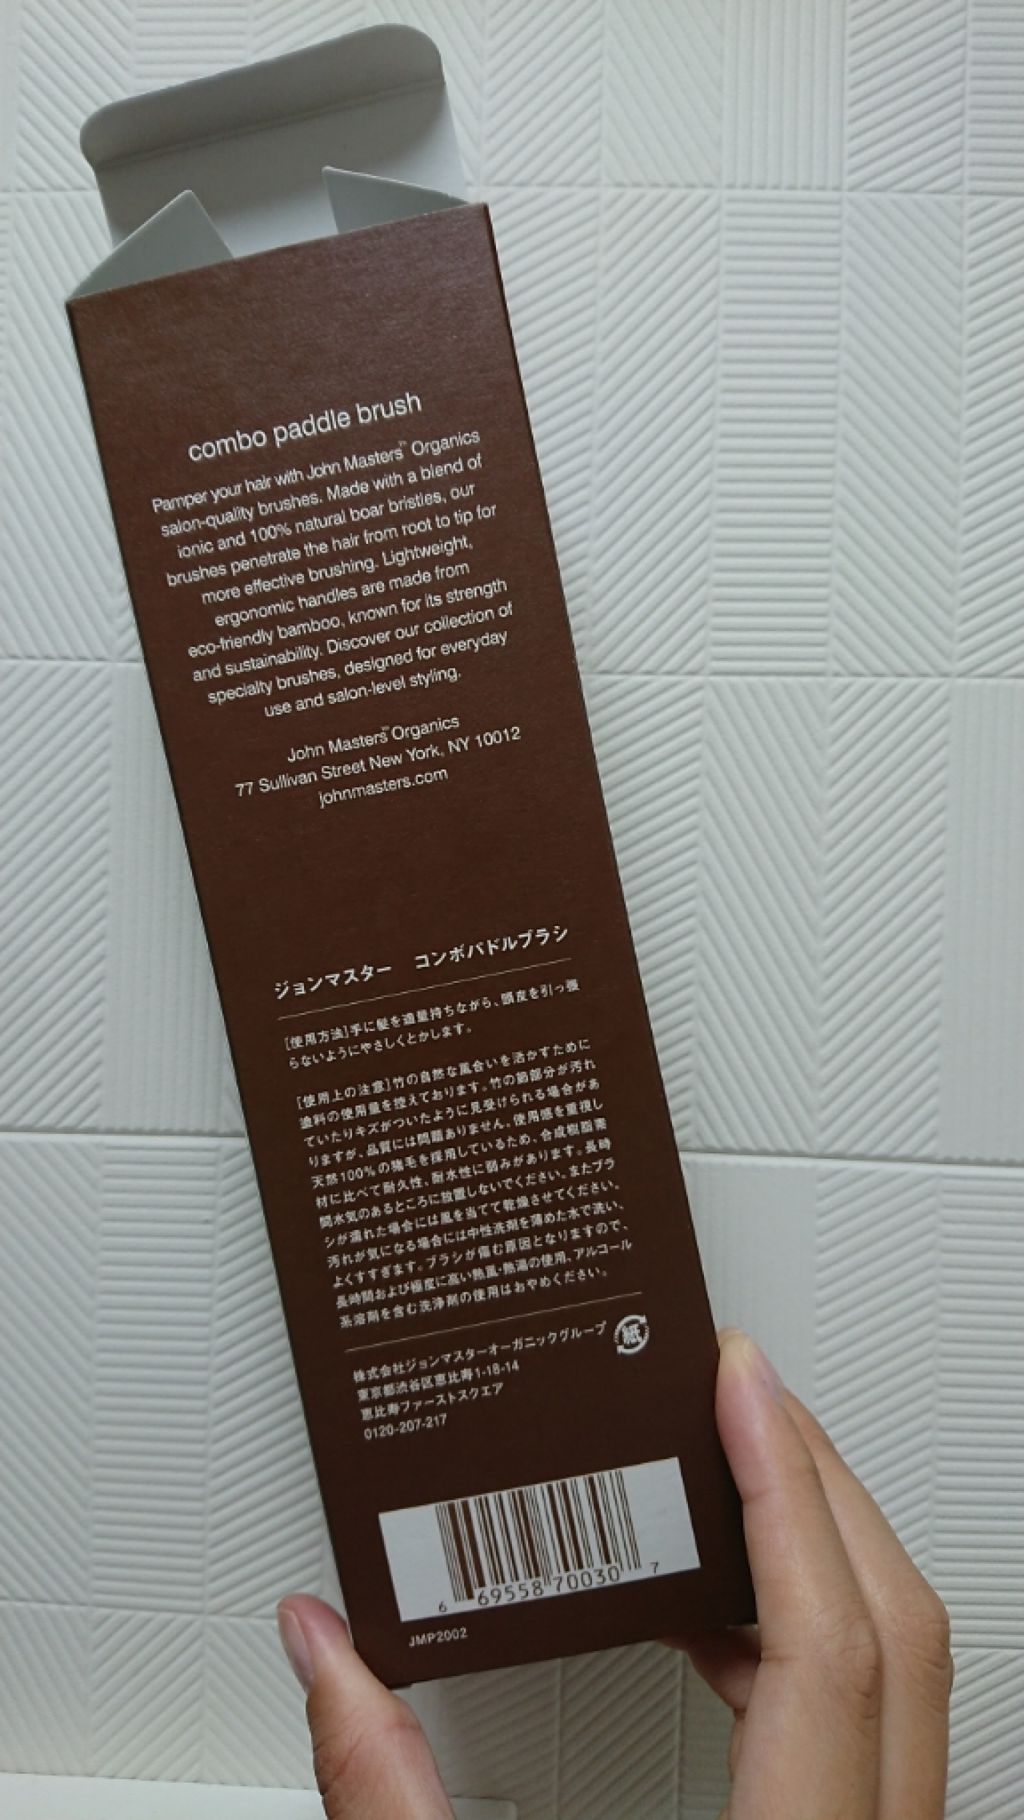 combo paddle brush
Pamper your hair with John Masters™ Organics
salon-quality brushes. Made with a blend of
ionic and 100% natural boar bristles, our
brushes penetrate the hair from root to tip for
more effective brushing. Lightweight,
ergonomic handles are made from
eco-friendly bamboo, known for its strength
and sustainability. Discover our collection of
specialty brushes, designed for everyday
use and salon-level styling.
John Masters™ Organics
77 Sullivan Street New York, NY 10012
johnmasters.com
ジョンマスター コンボパドルブラシ
[使用方法]手に髪を適量持ちながら、頭皮を引っ張
らないようにやさしくとかします。
[使用上の注意]竹の自然な風合いを活かすために
塗料の使用量を控えております。竹の節部分が汚れ
ていたりキズがついたように見受けられる場合があ
りますが、品質には問題ありません。使用感を重視し
天然100%の猪毛を採用しているため、合成樹脂素
材に比べて耐久性、耐水性に弱みがあります。長時
間水気のあるところに放置しないでください。またブラ
シが濡れた場合には風を当てて乾燥させてください。
汚れが気になる場合には中性洗剤を薄めた水で洗い、
よくすすぎます。ブラシが傷む原因となりますので、
長時間および極度に高い熱風・熱湯の使用、アルコール
系溶剤を含む洗浄剤の使用はおやめください。
株式会社ジョンマスターオーガニックグループ
紙
東京都渋谷区恵比寿1-18-14
恵比寿ファーストスクエア
0120-207-217
6 69558 70030 7
JMP2002